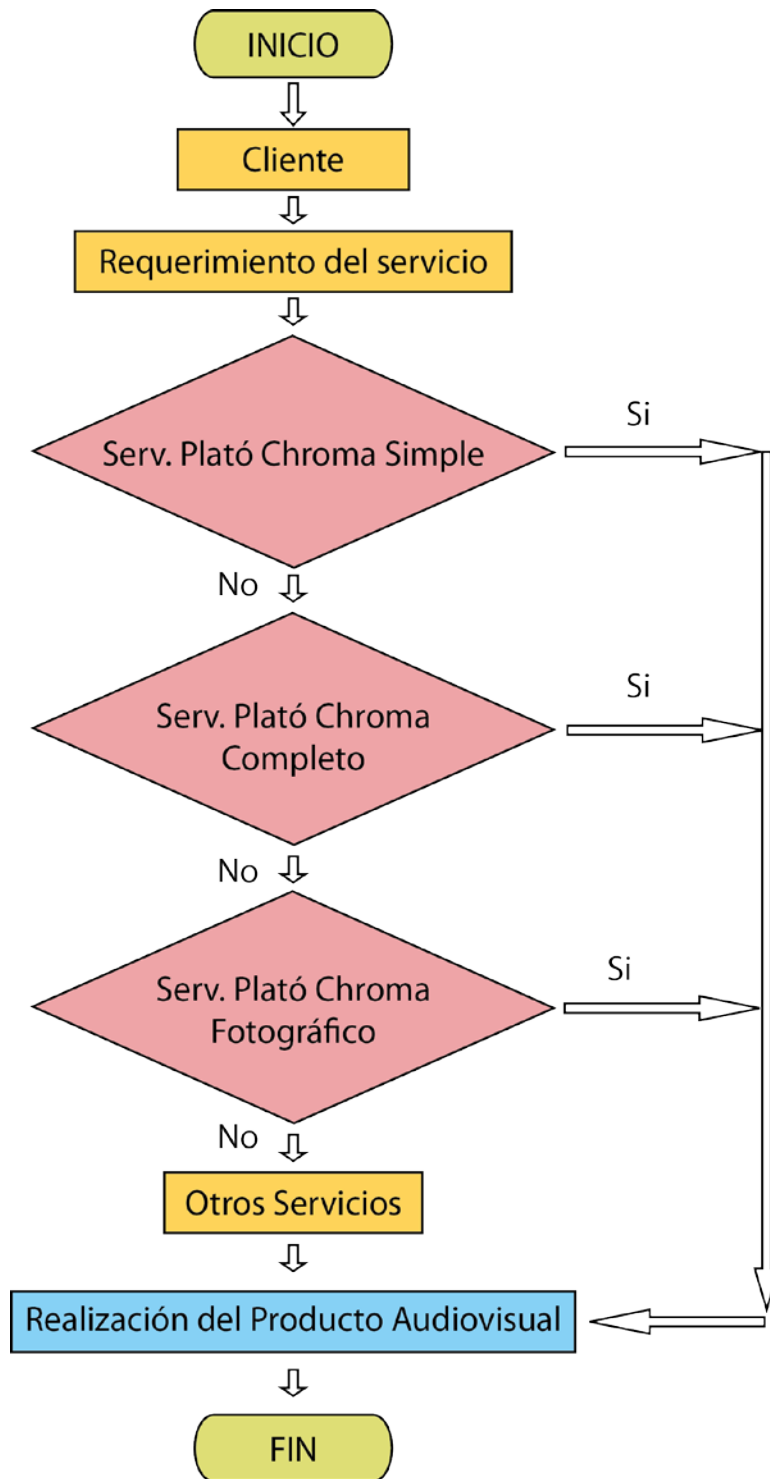 INICIO
Cliente
Requerimiento del servicio
Serv. Plató Chroma Simple
Si
No
Serv. Plató Chroma
Completo
Si
No
Serv. Plató Chroma
Fotográfico
Si
No
Otros Servicios
Realización del Producto Audiovisual
FIN